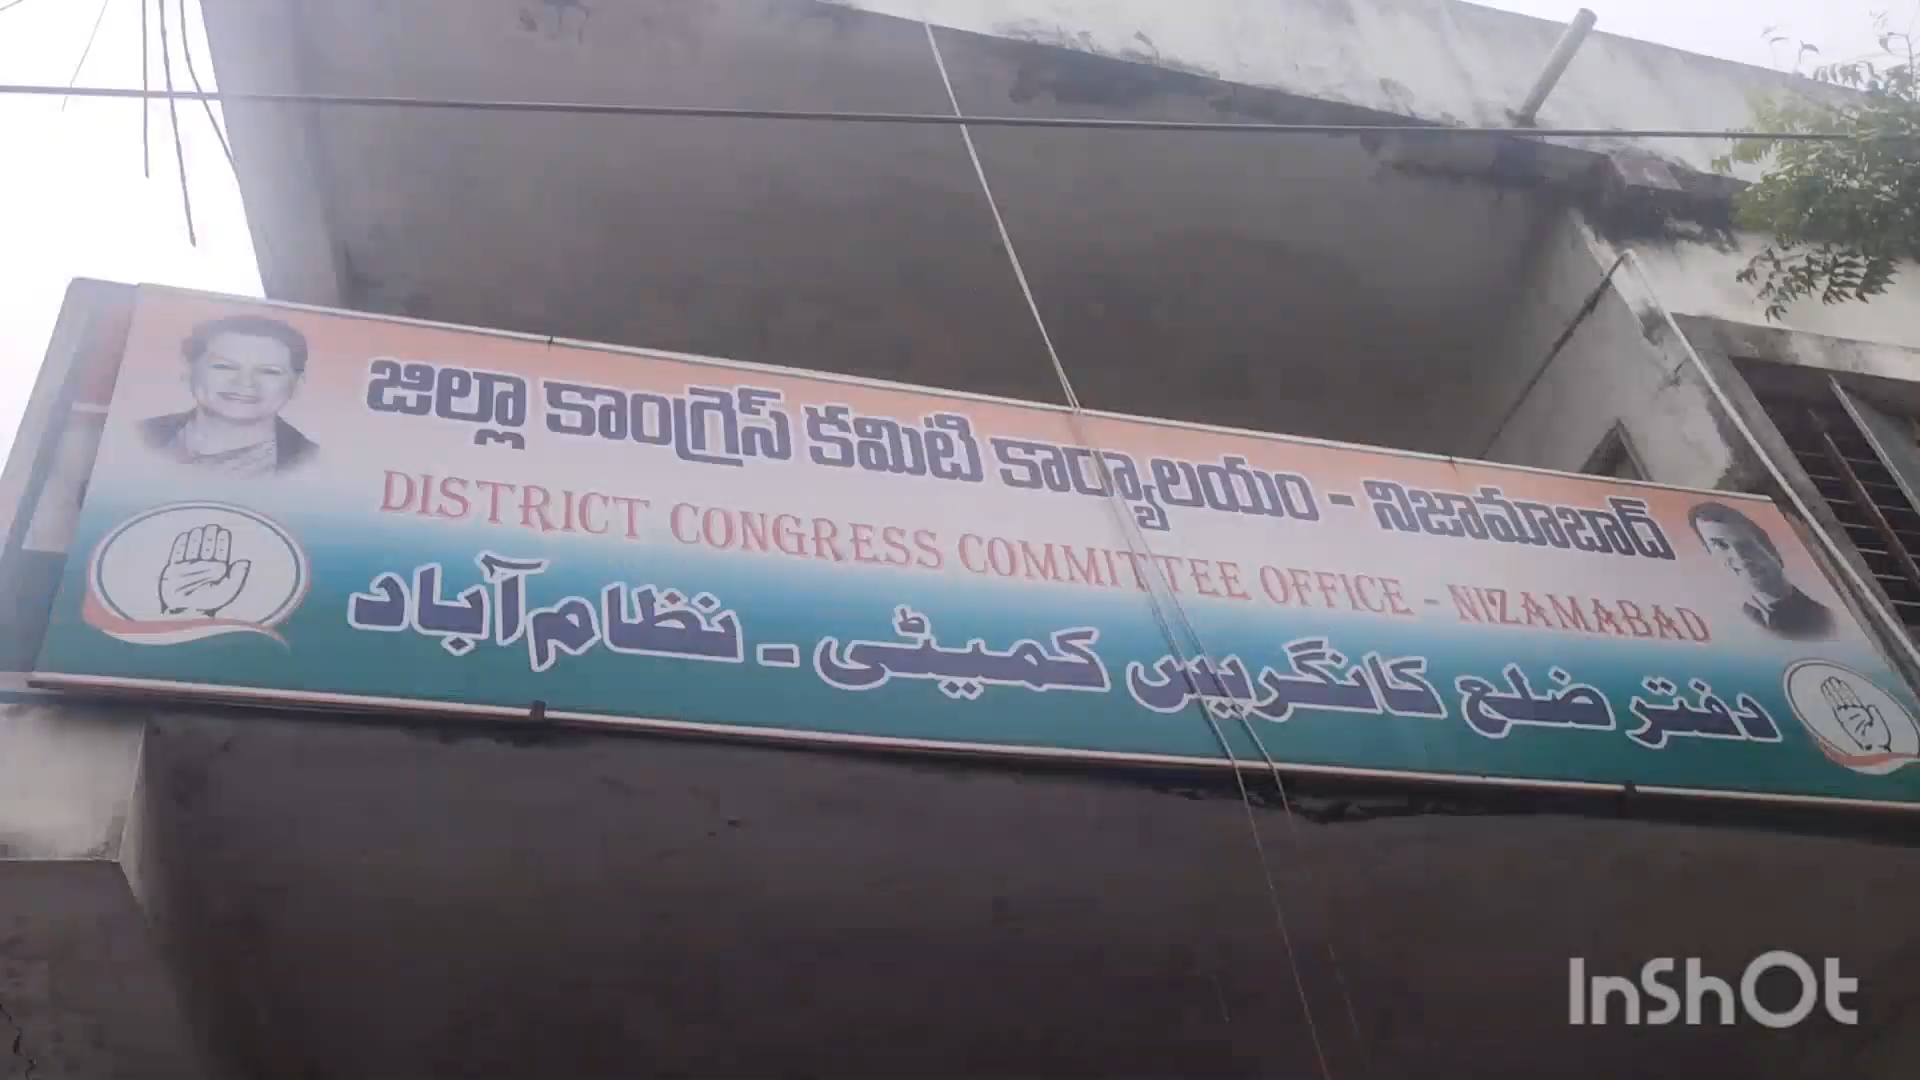 జిల్లా కాంగ్రెస్ కమిటి కార్యాలయం - నిజామాబాద్
DISTRICT CONGRESS COMMITTEE OFFICE - NIZAMABAD
دفتر ضلع کانگریس کمیٹی - نظام آباد
InShOt